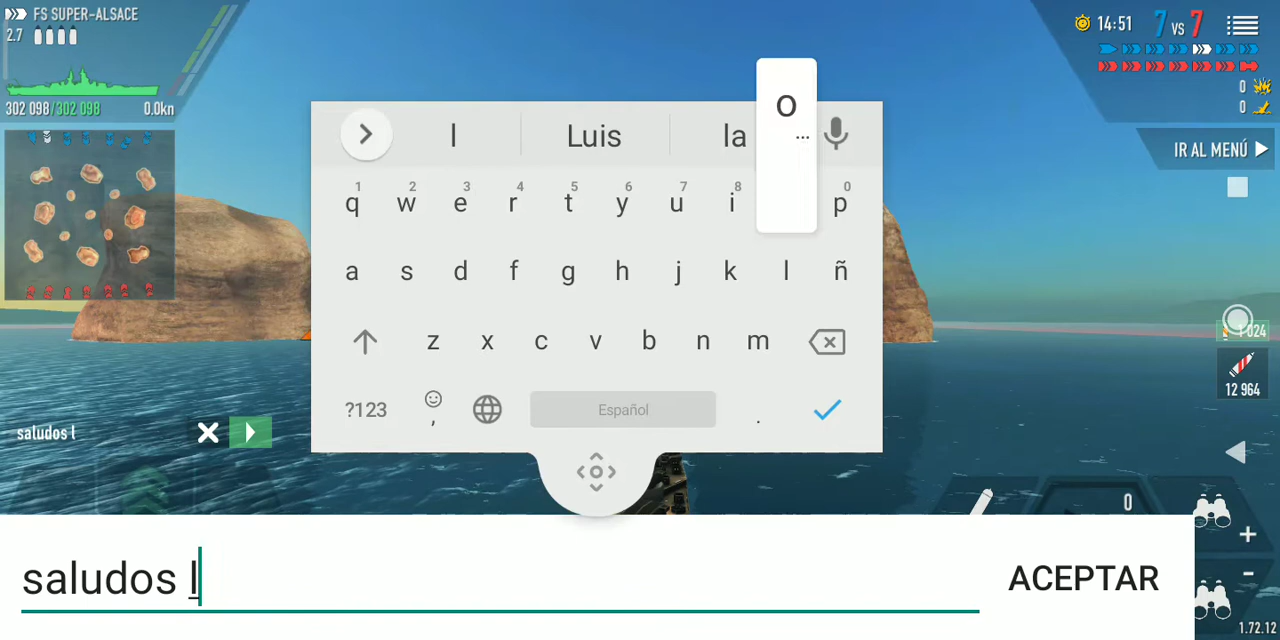 FS SUPER-ALSACE
2.7
302 098/302 098 0.0kn
14:51 7 vs 7
0
0
IR AL MENÚ
1 024
12 964
l Luis la
o
...
1 2 3 4 5 6 7 8 0
q w e r t y u i p
a s d f g h j k l ñ
z x c v b n m
?123 , Español .
saludos l
0
+
-
1.72.12
saludos l
ACEPTAR